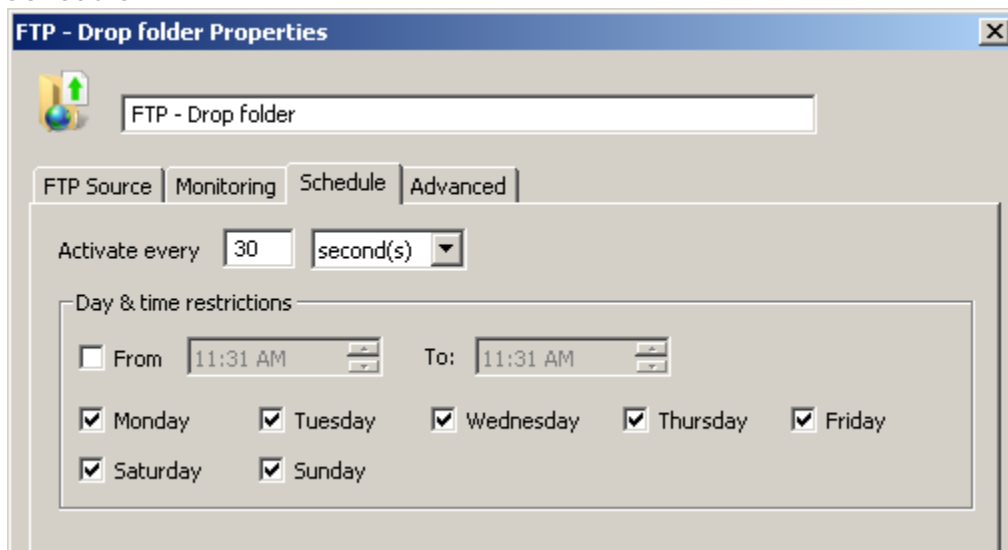 FTP - Drop folder Properties
FTP - Drop folder
FTP Source Monitoring Schedule Advanced
Activate every 30 second(s)
Day & time restrictions
From 11:31 AM To: 11:31 AM
Monday Tuesday Wednesday Thursday Friday
Saturday Sunday